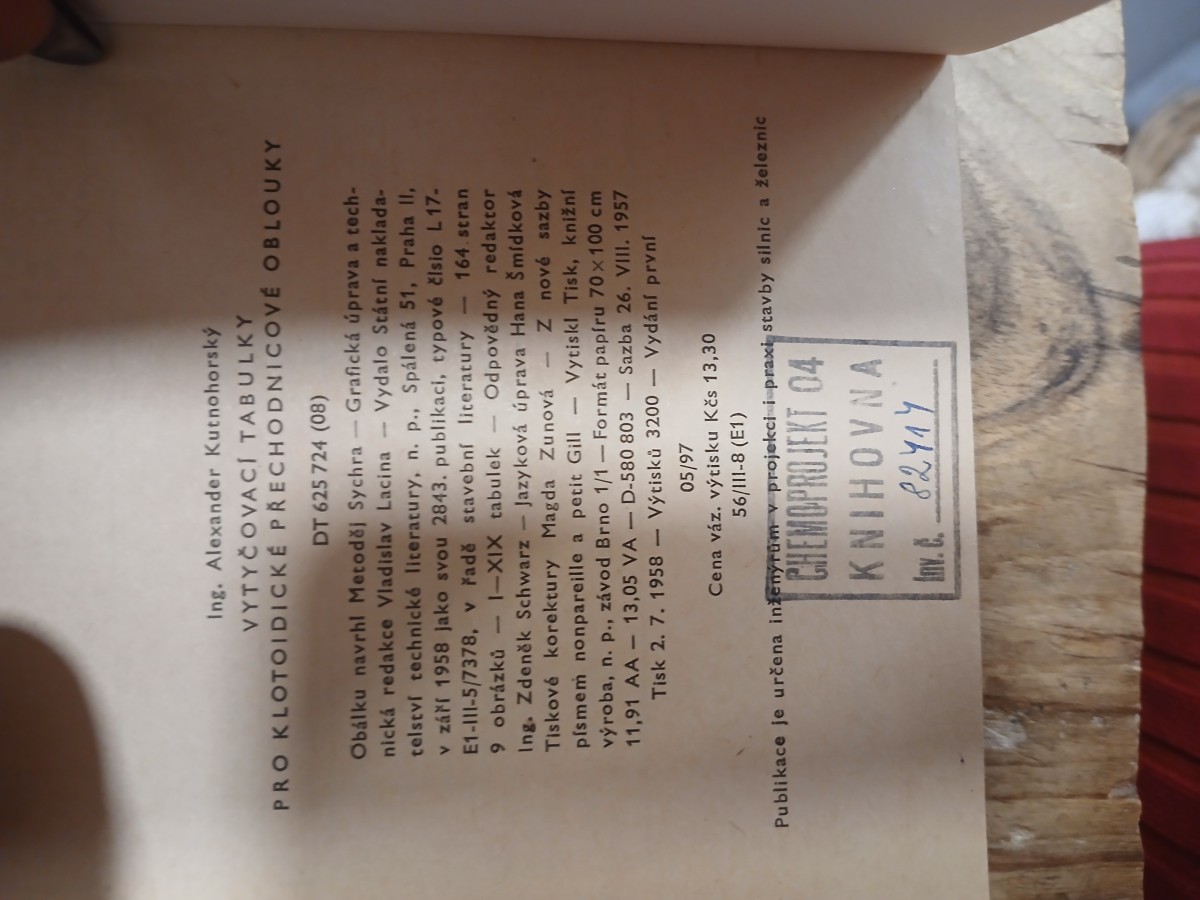 Ing. Alexander Kutnohorský
VYTYČOVACÍ TABULKY
PRO KLOTOIDICKÉ PŘECHODNICOVÉ OBLOUKY
DT 625 724 (08)
Obálku navrhl Metoděj Sychra — Grafická úprava a tech-
nická redakce Vladislav Lacina — Vydalo Státní naklada-
telství technické literatury, n. p., Spálená 51, Praha II,
v září 1958 jako svou 2843. publikaci, typové číslo L 17-
E1-III-5/7378, v řadě stavební literatury — 164 stran
9 obrázků — I—XIX tabulek — Odpovědný redaktor
Ing. Zdeněk Schwarz — Jazyková úprava Hana Šmídková
Tiskové korektury Magda Zunová — Z nové sazby
písmem nonpareille a petit Gill — Vytiskl Tisk, knižní
výroba, n. p., závod Brno 1/1 — Formát papíru 70 × 100 cm
11,91 AA — 13,05 VA — D-580 803 — Sazba 26. VIII. 1957
Tisk 2. 7. 1958 — Výtisků 3200 — Vydání první
05/97
Cena váz. výtisku Kčs 13,30
56/III-8 (E1)
Publikace je určena inženýrům v projekci i praxi stavby silnic a železnic
CHEMOPROJEKT 04
KNIHOVNA
Inv. č. 82414